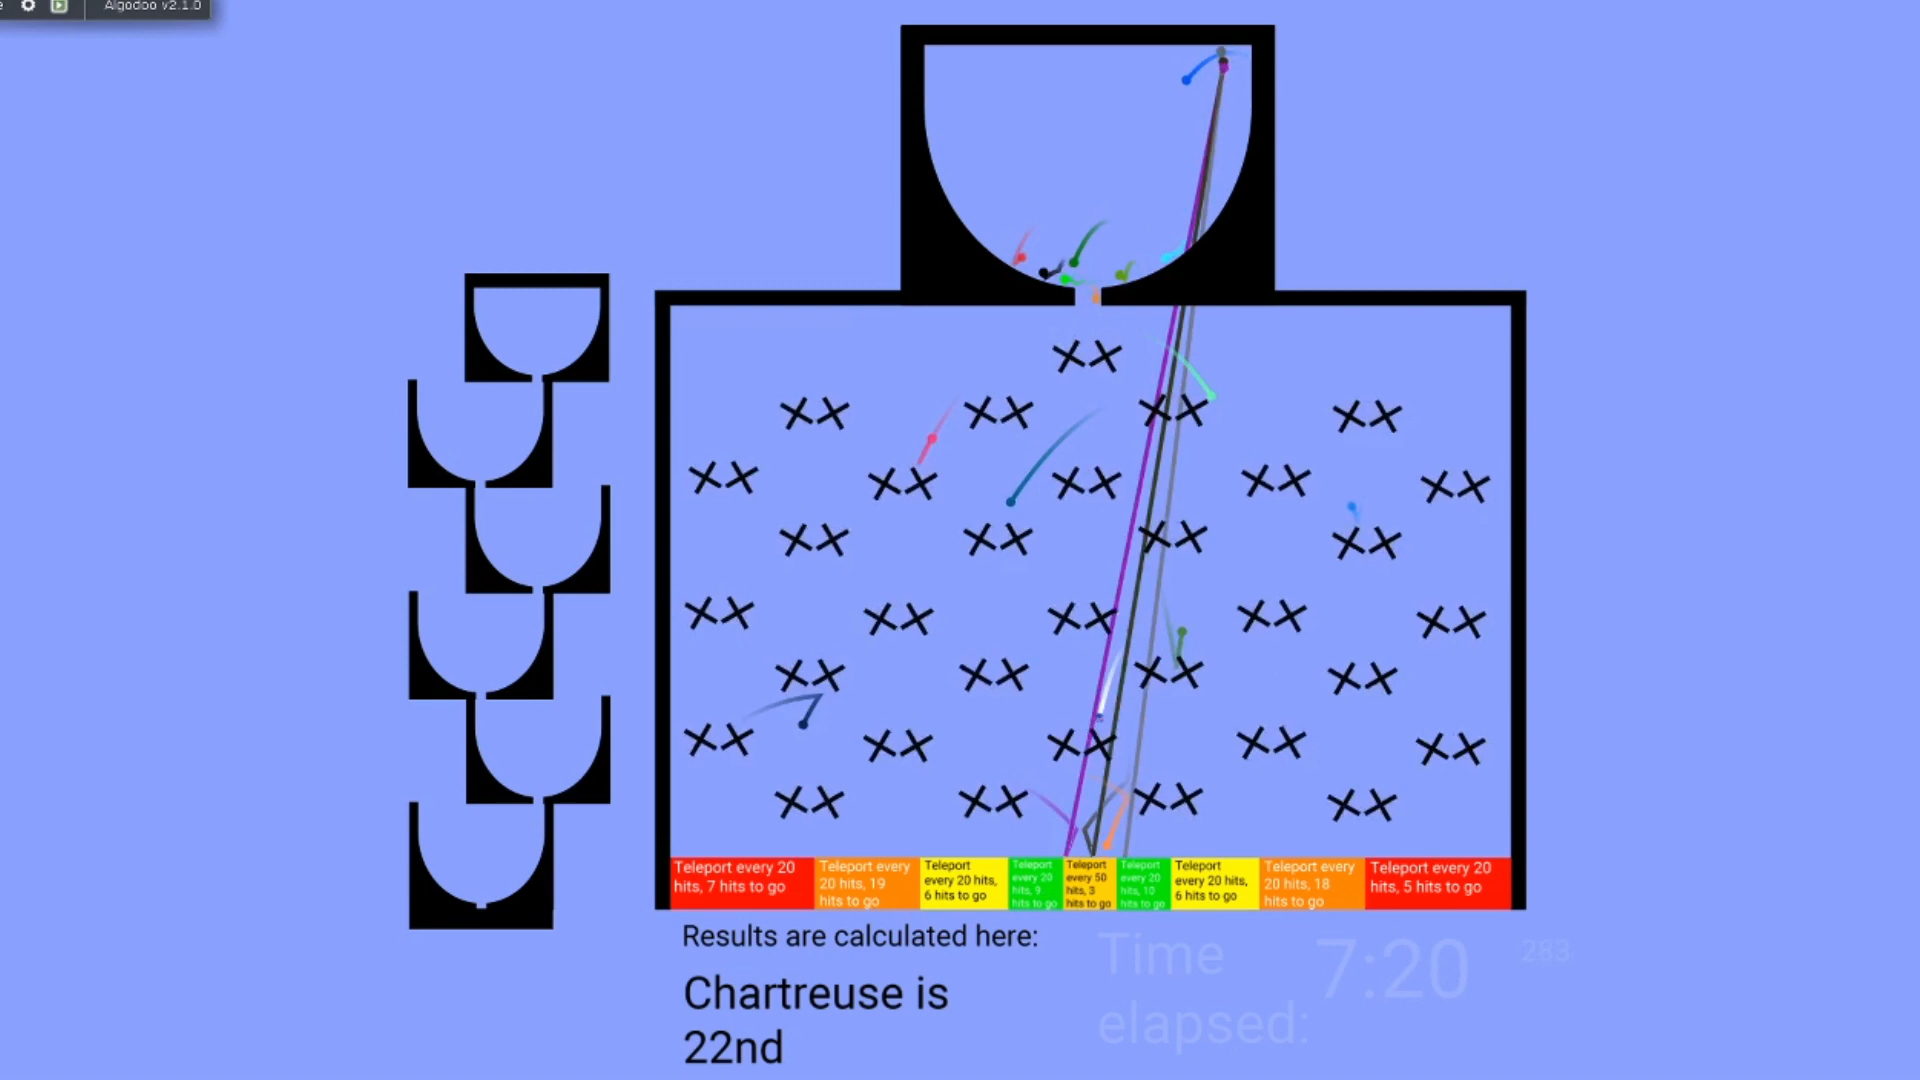 Algodoo v2.1.0
Teleport every 20
hits, 7 hits to go
Teleport every
20 hits, 19
hits to go
Teleport
every 20 hits,
6 hits to go
Teleport
every 20
hits, 9
hits to go
Teleport
every 50
hits, 3
hits to go
Teleport
every 20
hits, 10
hits to go
Teleport
every 20 hits,
6 hits to go
Teleport every
20 hits, 18
hits to go
Teleport every 20
hits, 5 hits to go
Results are calculated here:
Chartreuse is
22nd
Time
elapsed:
7:20
283